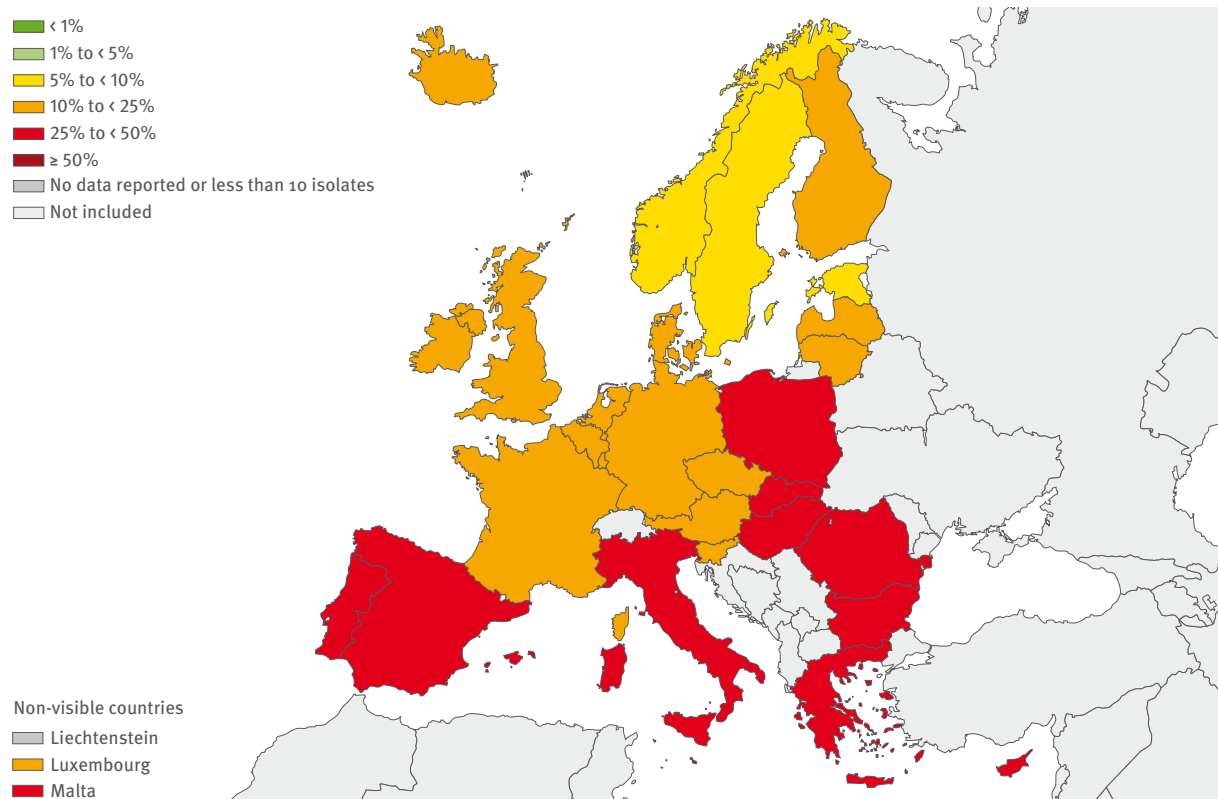 < 1%
1% to < 5%
5% to < 10%
10% to < 25%
25% to < 50%
≥ 50%
No data reported or less than 10 isolates
Not included
Non-visible countries
Liechtenstein
Luxembourg
Malta